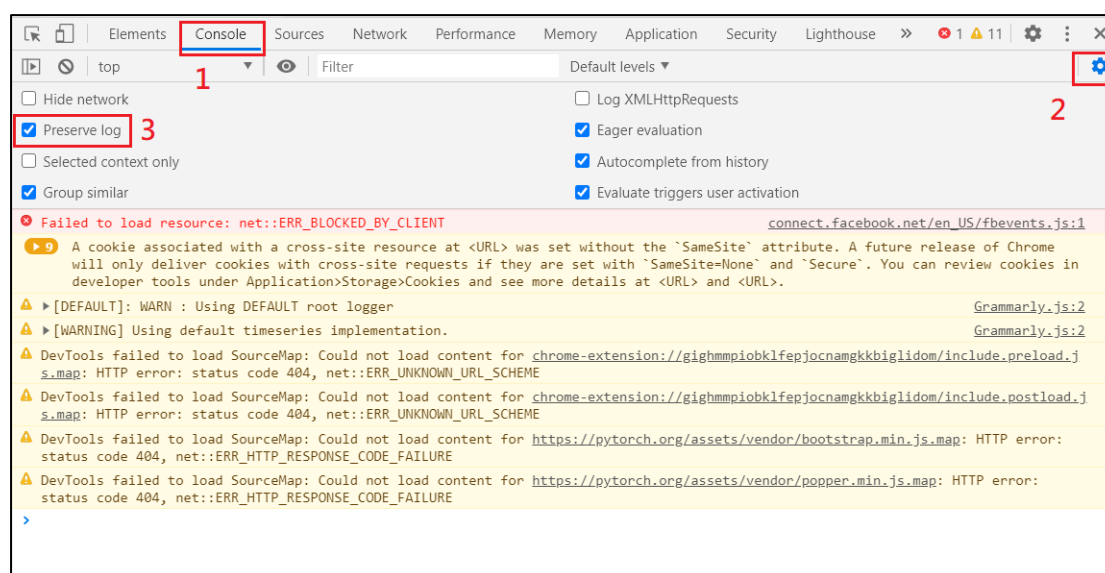 Elements Console Sources Network Performance Memory Application Security Lighthouse » 1 11
top Filter Default levels
1
2
Hide network Log XMLHttpRequests
Preserve log 3 Eager evaluation
Selected context only Autocomplete from history
Group similar Evaluate triggers user activation
Failed to load resource: net::ERR_BLOCKED_BY_CLIENT connect.facebook.net/en_US/fbevents.js:1
9 A cookie associated with a cross-site resource at <URL> was set without the `SameSite` attribute. A future release of Chrome
will only deliver cookies with cross-site requests if they are set with `SameSite=None` and `Secure`. You can review cookies in
developer tools under Application>Storage>Cookies and see more details at <URL> and <URL>.
[DEFAULT]: WARN : Using DEFAULT root logger Grammarly.js:2
[WARNING] Using default timeseries implementation. Grammarly.js:2
DevTools failed to load SourceMap: Could not load content for chrome-extension://gighmmpiobklfepjocnamgkkbiglidom/include.preload.j
s.map: HTTP error: status code 404, net::ERR_UNKNOWN_URL_SCHEME
DevTools failed to load SourceMap: Could not load content for chrome-extension://gighmmpiobklfepjocnamgkkbiglidom/include.postload.j
s.map: HTTP error: status code 404, net::ERR_UNKNOWN_URL_SCHEME
DevTools failed to load SourceMap: Could not load content for https://pytorch.org/assets/vendor/bootstrap.min.js.map: HTTP error:
status code 404, net::ERR_HTTP_RESPONSE_CODE_FAILURE
DevTools failed to load SourceMap: Could not load content for https://pytorch.org/assets/vendor/popper.min.js.map: HTTP error:
status code 404, net::ERR_HTTP_RESPONSE_CODE_FAILURE